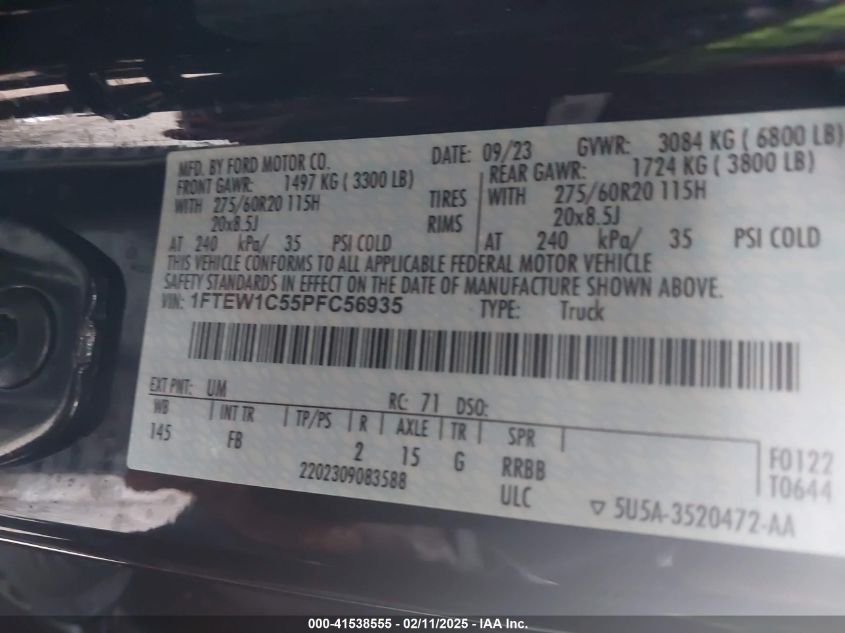 MFD. BY FORD MOTOR CO. DATE: 09/23 GVWR: 3084 KG ( 6800 LB)
FRONT GAWR: 1497 KG ( 3300 LB) REAR GAWR: 1724 KG ( 3800 LB)
WITH 275/60R20 115H TIRES WITH 275/60R20 115H
20x8.5J RIMS 20x8.5J
AT 240 kPa/ 35 PSI COLD AT 240 kPa/ 35 PSI COLD
THIS VEHICLE CONFORMS TO ALL APPLICABLE FEDERAL MOTOR VEHICLE
SAFETY STANDARDS IN EFFECT ON THE DATE OF MANUFACTURE SHOWN ABOVE.
VIN: 1FTEW1C55PFC56935 TYPE: Truck
EXT PNT: UM RC: 71 DSO:
WB INT TR TP/PS R AXLE TR SPR
145 FB 2 15 G RRBB F0122
2202309083588 ULC T0644
5U5A-3520472-AA
000-41538555 - 02/11/2025 - IAA Inc.